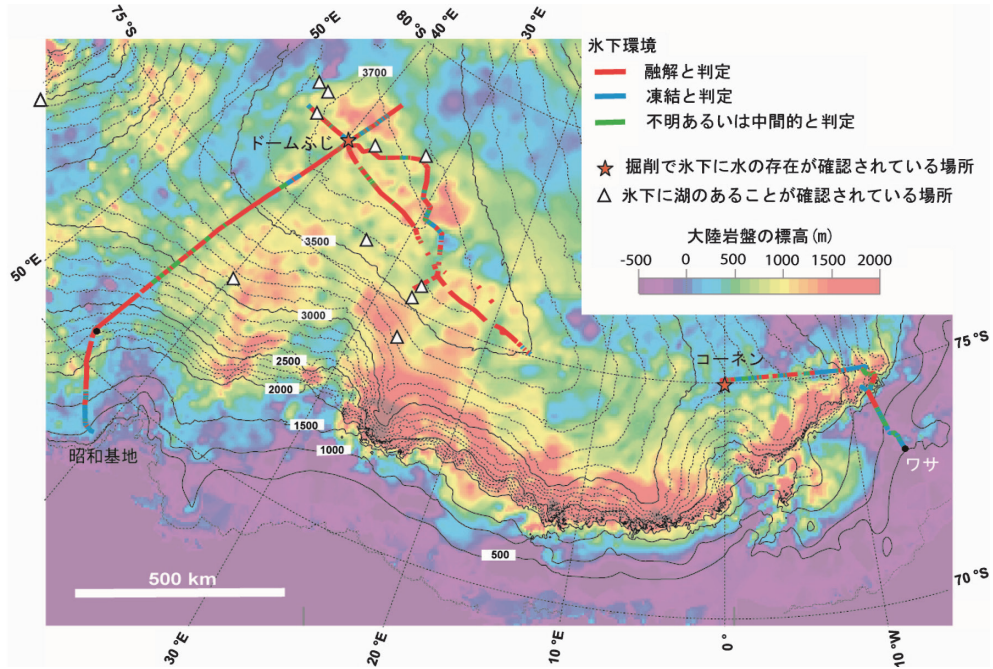 75 °S
50 °E
80 °S
40 °E
30 °E
3700
ドームふじ
3500
50 °E
3000
2500
2000
1500
1000
500
昭和基地
コーネン
ワサ
75 °S
70 °S
500 km
30 °E
20 °E
10 °E
0°
10 °W
氷下環境
融解と判定
凍結と判定
不明あるいは中間的と判定
掘削で氷下に水の存在が確認されている場所
氷下に湖のあることが確認されている場所
大陸岩盤の標高(m)
-500 0 500 1000 1500 2000